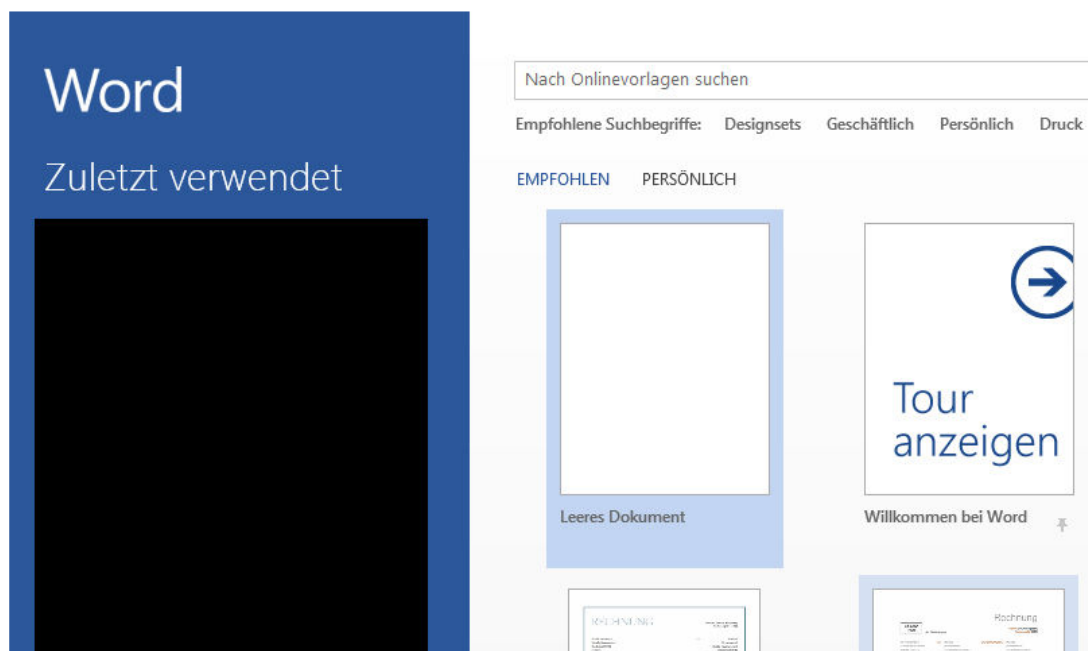 Word
Zuletzt verwendet
Nach Onlinevorlagen suchen
Empfohlene Suchbegriffe: Designsets Geschäftlich Persönlich Druck
EMPFOHLEN PERSÖNLICH
Tour
anzeigen
Leeres Dokument
Willkommen bei Word
RECHNUNG
Rechnung